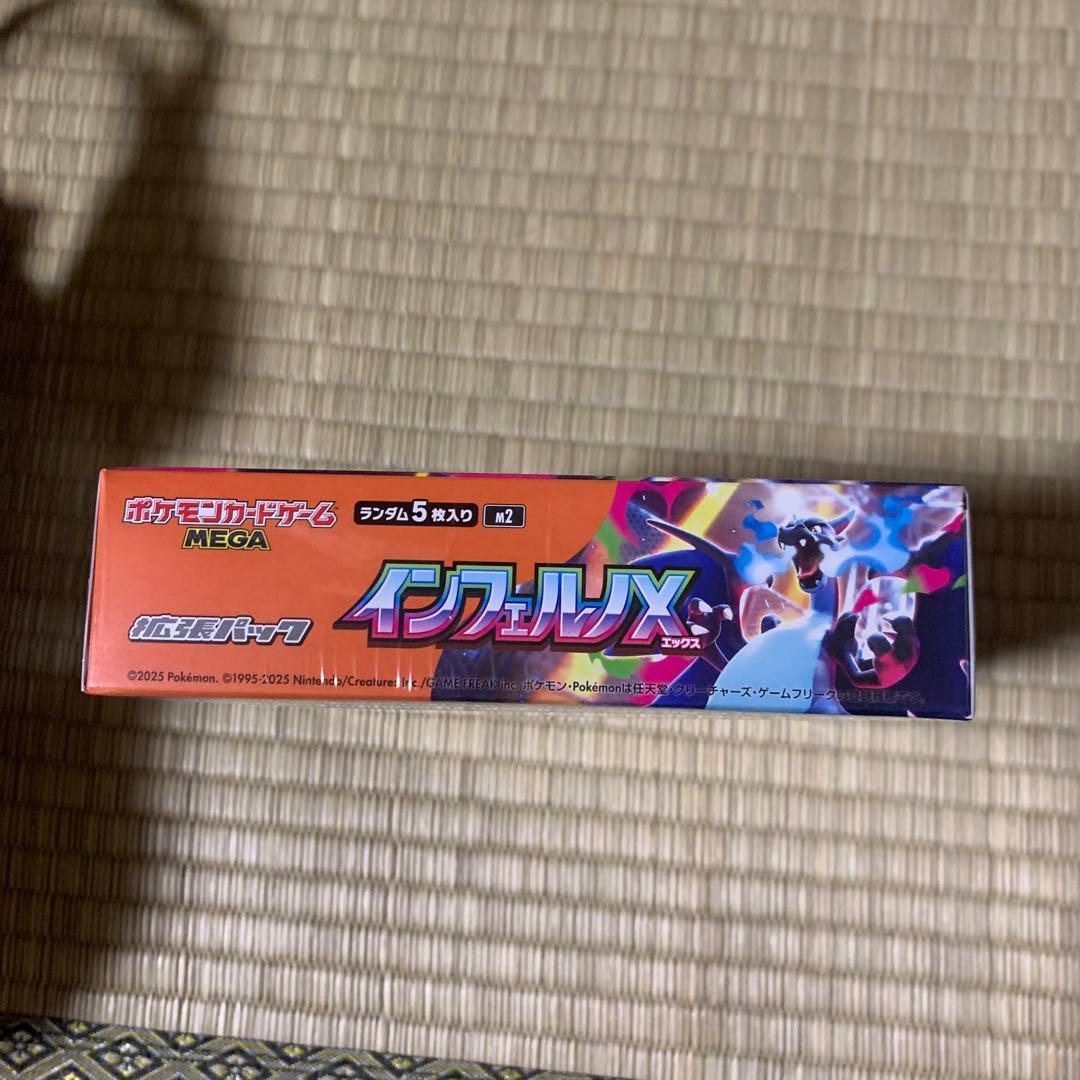 ポケモンカードゲーム
MEGA
ランダム5枚入り
M2
インフェルノX
エックス
拡張パック
©2025 Pokémon. ©1995-2025 Nintendo/Creatures Inc./GAME FREAK inc. ポケモン・Pokémonは任天堂・クリーチャーズ・ゲームフリークの登録商標です。